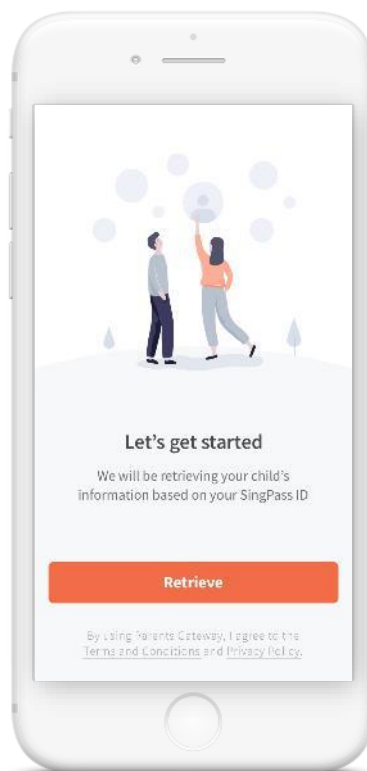 Let's get started
We will be retrieving your child's
information based on your SingPass ID
Retrieve
By using Parents Gateway, I agree to the
Terms and Conditions and Privacy Policy.